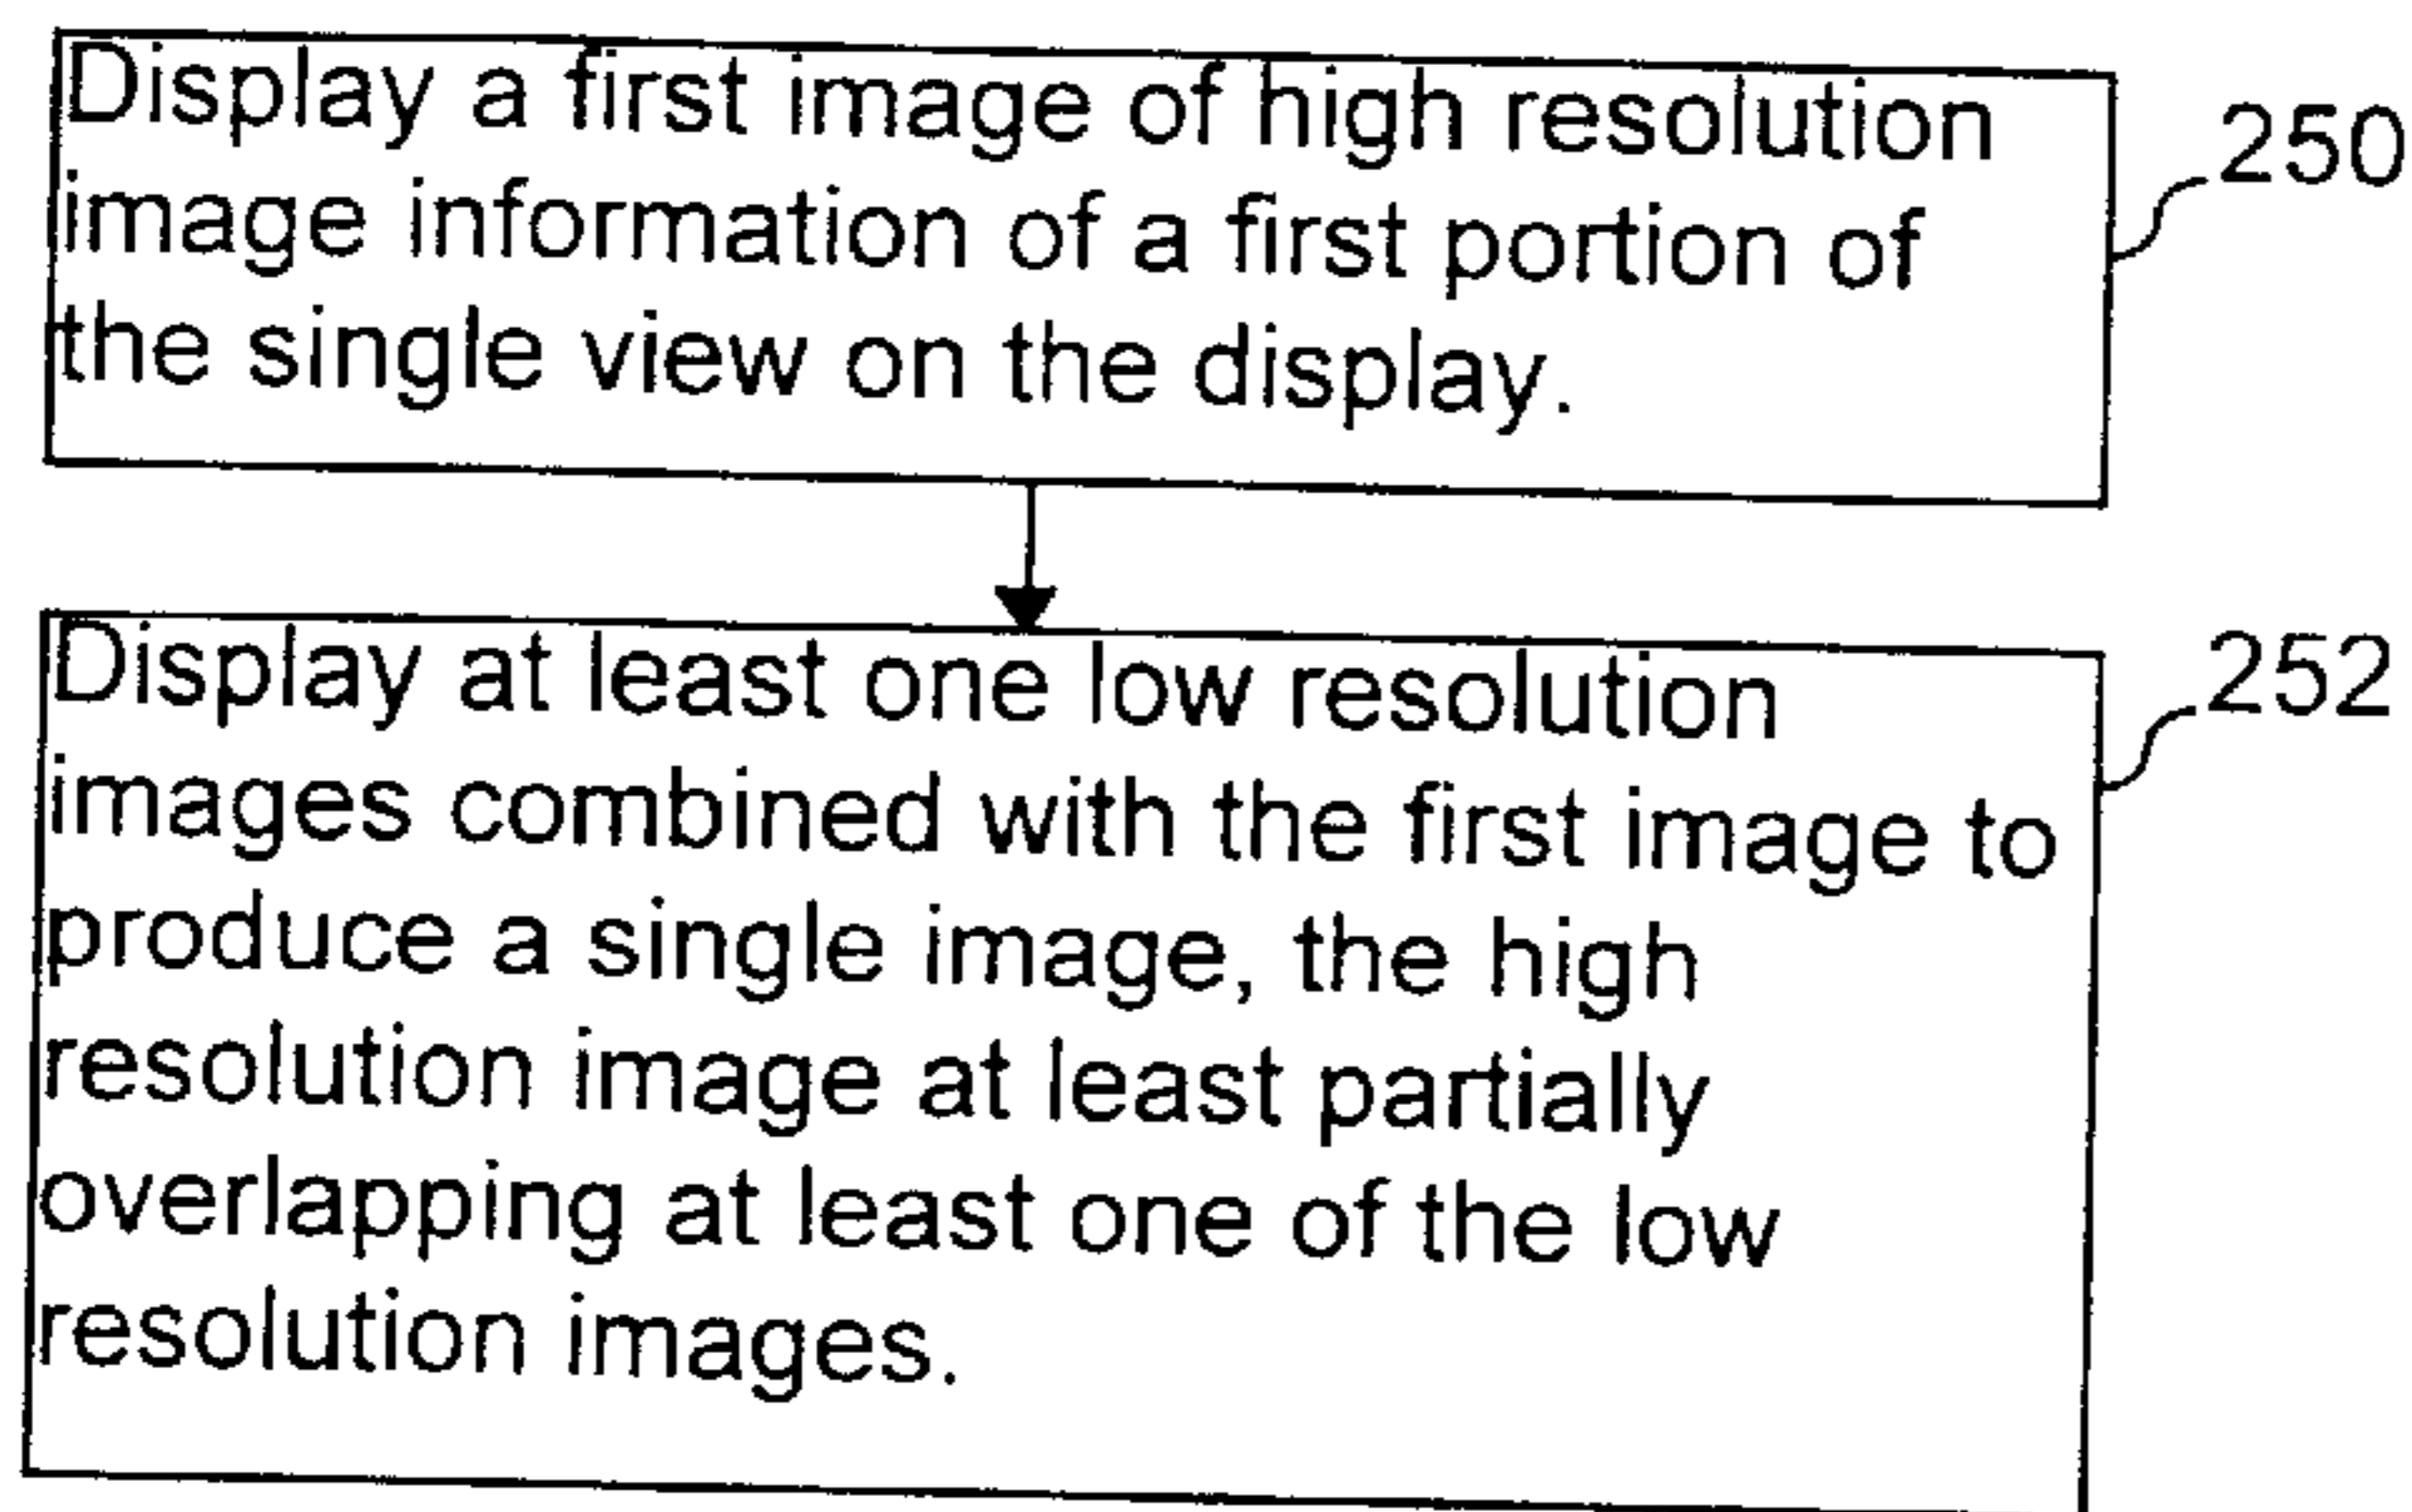 Display a first image of high resolution
image information of a first portion of
the single view on the display.
250
Display at least one low resolution
images combined with the first image to
produce a single image, the high
resolution image at least partially
overlapping at least one of the low
resolution images.
252